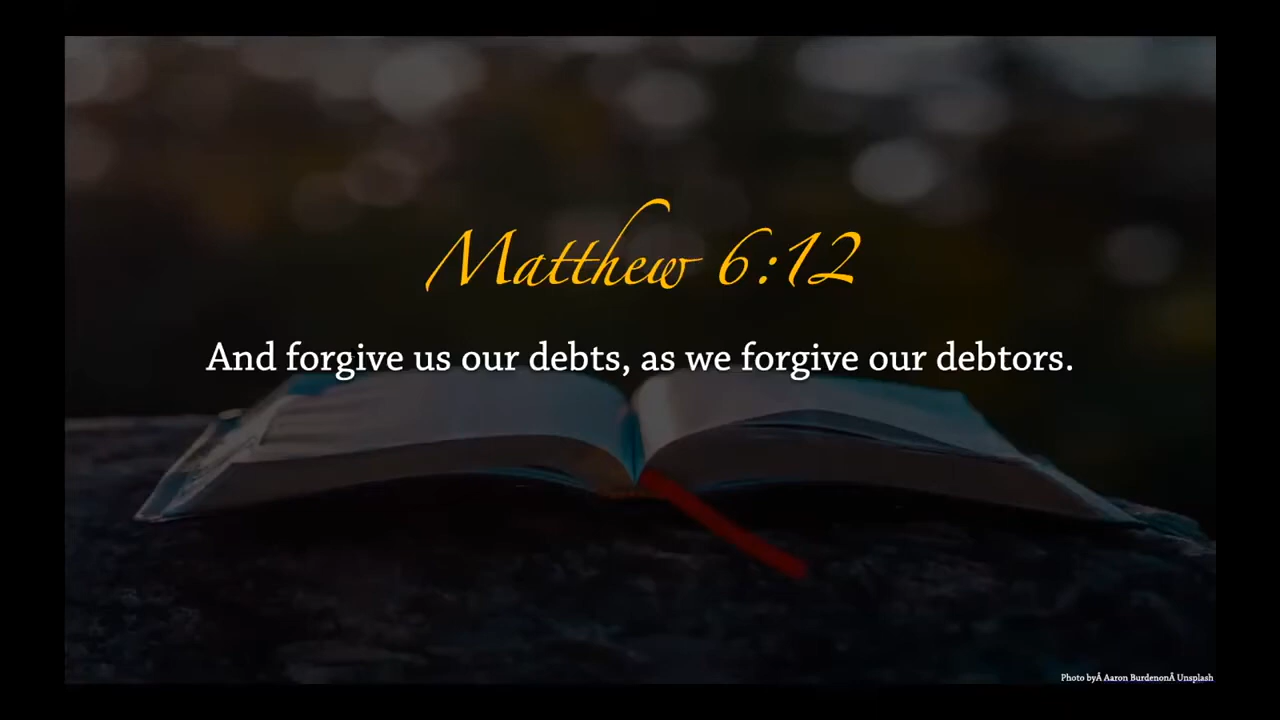 Matthew 6:12
And forgive us our debts, as we forgive our debtors.
Photo byÂ Aaron BurdenonÂ Unsplash